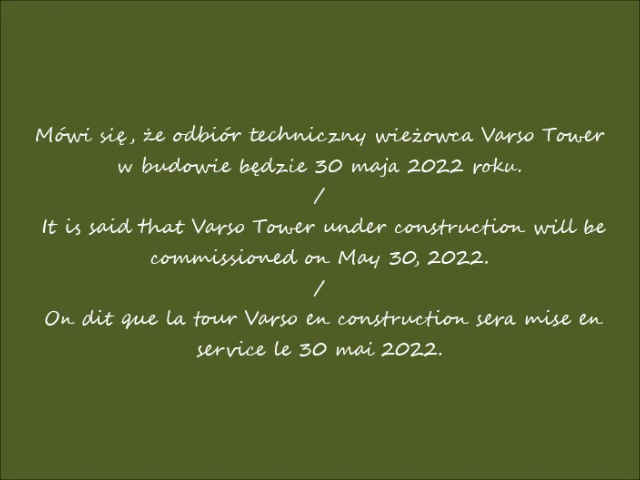 Mówi się, że odbiór techniczny wieżowca Varso Tower
w budowie będzie 30 maja 2022 roku.
/
It is said that Varso Tower under construction will be
commissioned on May 30, 2022.
/
On dit que la tour Varso en construction sera mise en
service le 30 mai 2022.